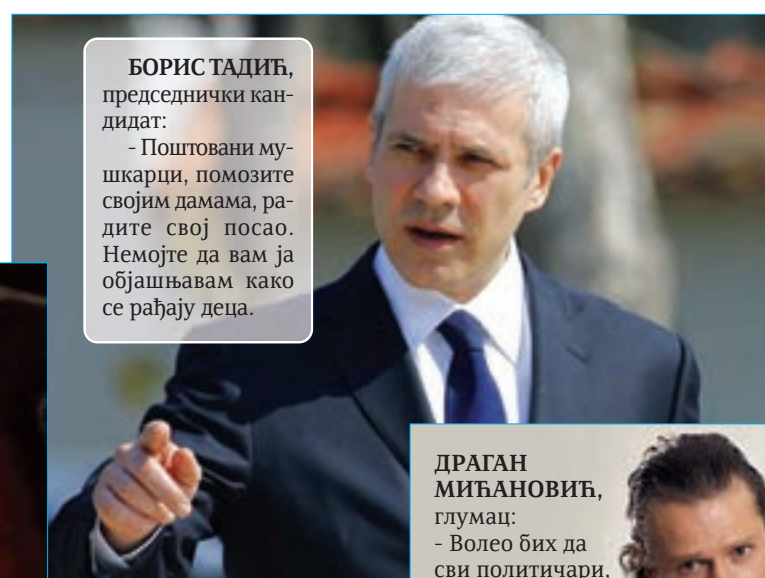 БОРИС ТАДИЋ,
председнички кан-
дидат:
- Поштовани му-
шкарци, помозите
својим дамама, ра-
дите свој посао.
Немојте да вам ја
објашњавам како
се рађају деца.
ДРАГАН
МИЋАНОВИЋ,
глумац:
- Волео бих да
сви политичари,